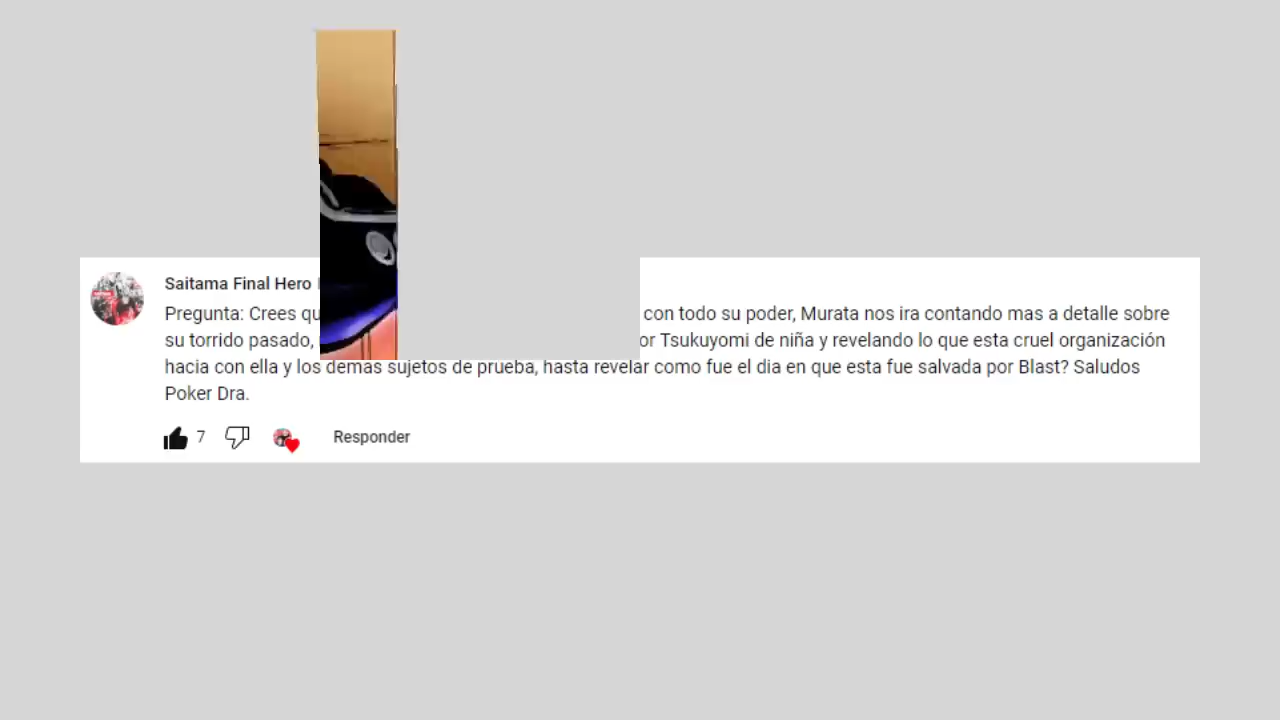 Saitama Final Hero
Pregunta: Crees con todo su poder, Murata nos ira contando mas a detalle sobre
su torrido pasado, Tsukuyomi de niña y revelando lo que esta cruel organización
hacia con ella y los demas sujetos de prueba, hasta revelar como fue el dia en que esta fue salvada por Blast? Saludos
Poker Dra.
7 Responder